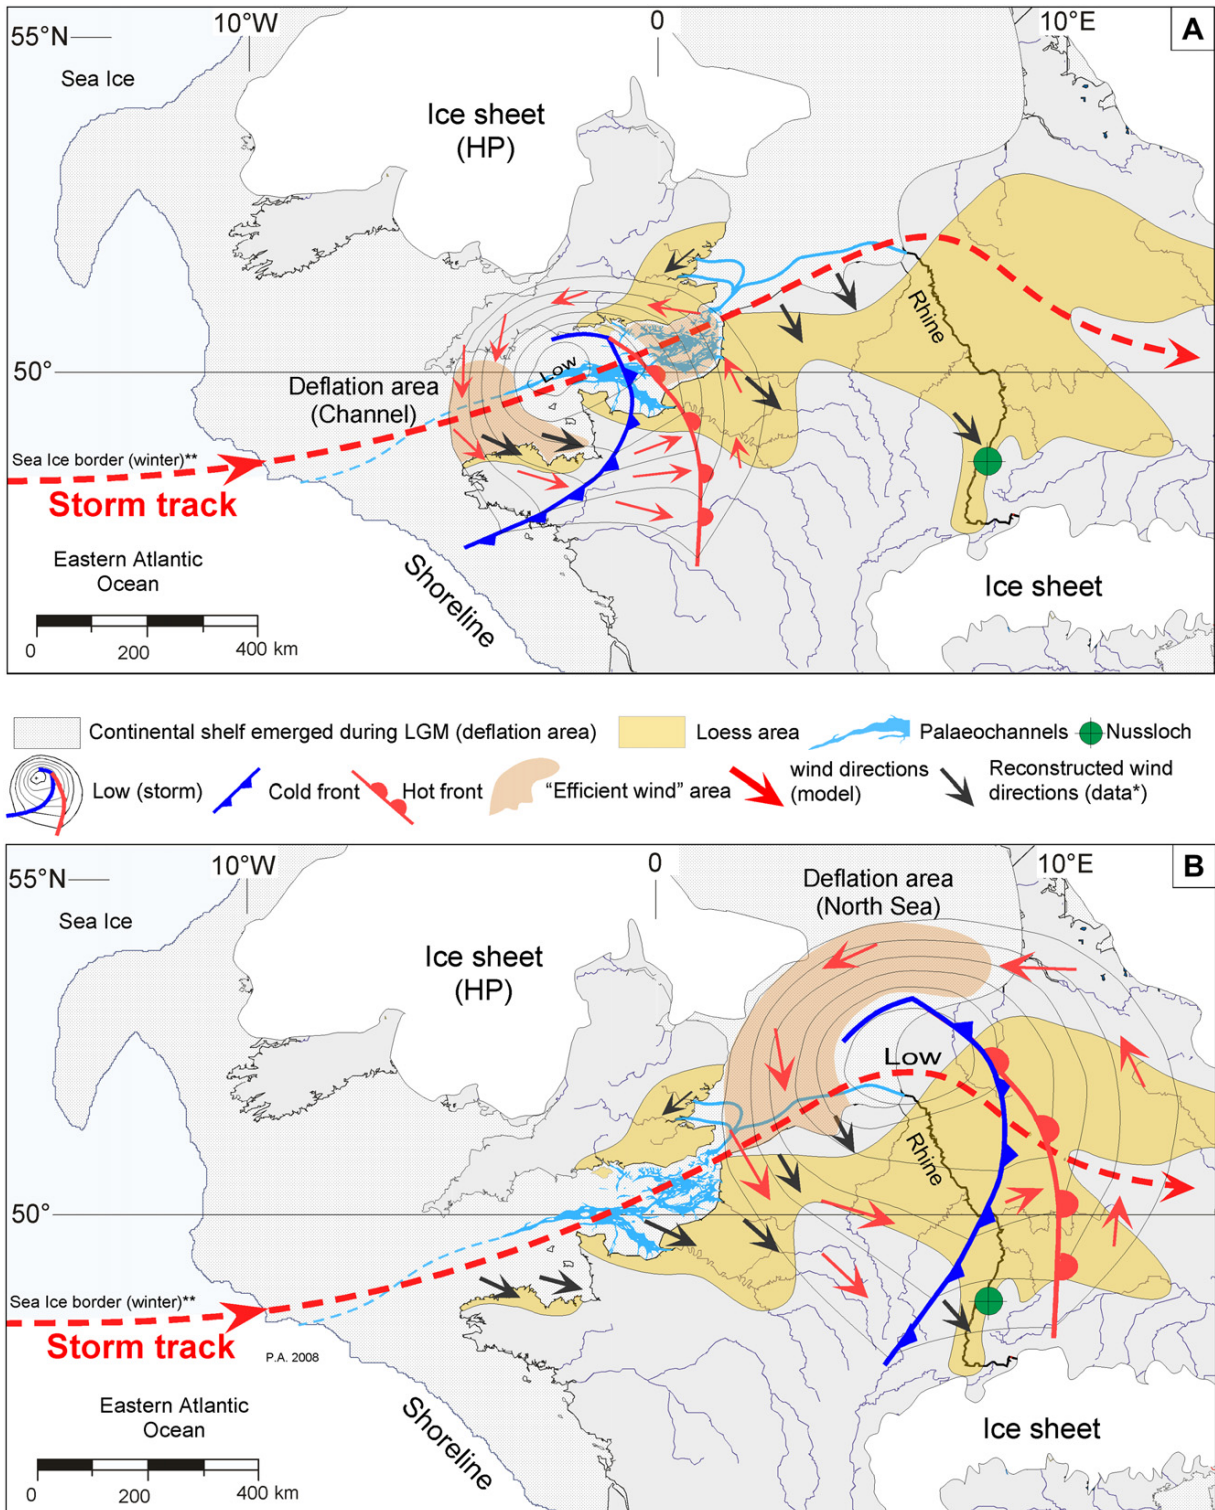 10°W
0
10°E
A
55°N
Sea Ice
Ice sheet
(HP)
Rhine
50°
Low
Deflation area
(Channel)
Sea Ice border (winter)**
Storm track
Eastern Atlantic
Ocean
Shoreline
Ice sheet
0
200
400 km
Continental shelf emerged during LGM (deflation area)
Loess area
Palaeochannels
Nussloch
Low (storm)
Cold front
Hot front
“Efficient wind” area
wind directions
(model)
Reconstructed wind
directions (data*)
10°W
0
10°E
B
55°N
Deflation area
(North Sea)
Sea Ice
Ice sheet
(HP)
Low
Rhine
50°
Sea Ice border (winter)**
Storm track
P.A. 2008
Eastern Atlantic
Ocean
Shoreline
Ice sheet
0
200
400 km